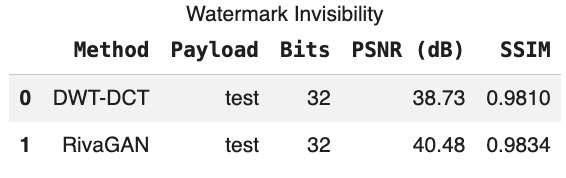 Watermark Invisibility
Method Payload Bits PSNR (dB) SSIM
0 DWT-DCT test 32 38.73 0.9810
1 RivaGAN test 32 40.48 0.9834